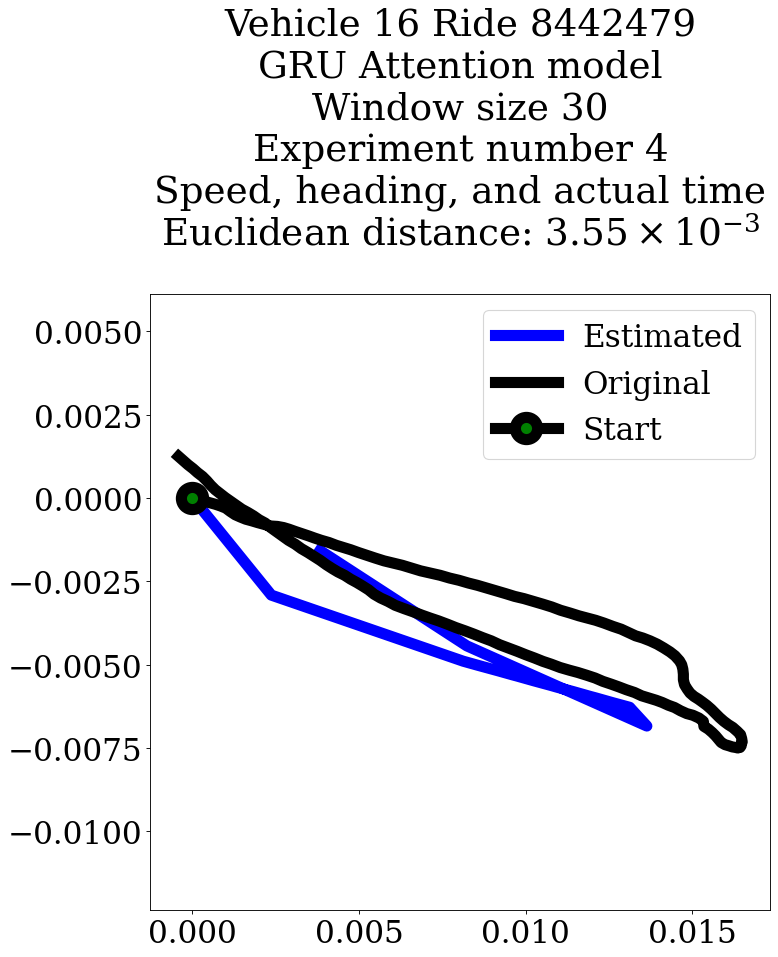 Vehicle 16 Ride 8442479
GRU Attention model
Window size 30
Experiment number 4
Speed, heading, and actual time
Euclidean distance: 3.55 × 10⁻³
Estimated
Original
Start
0.0050
0.0025
0.0000
−0.0025
−0.0050
−0.0075
−0.0100
0.000 0.005 0.010 0.015